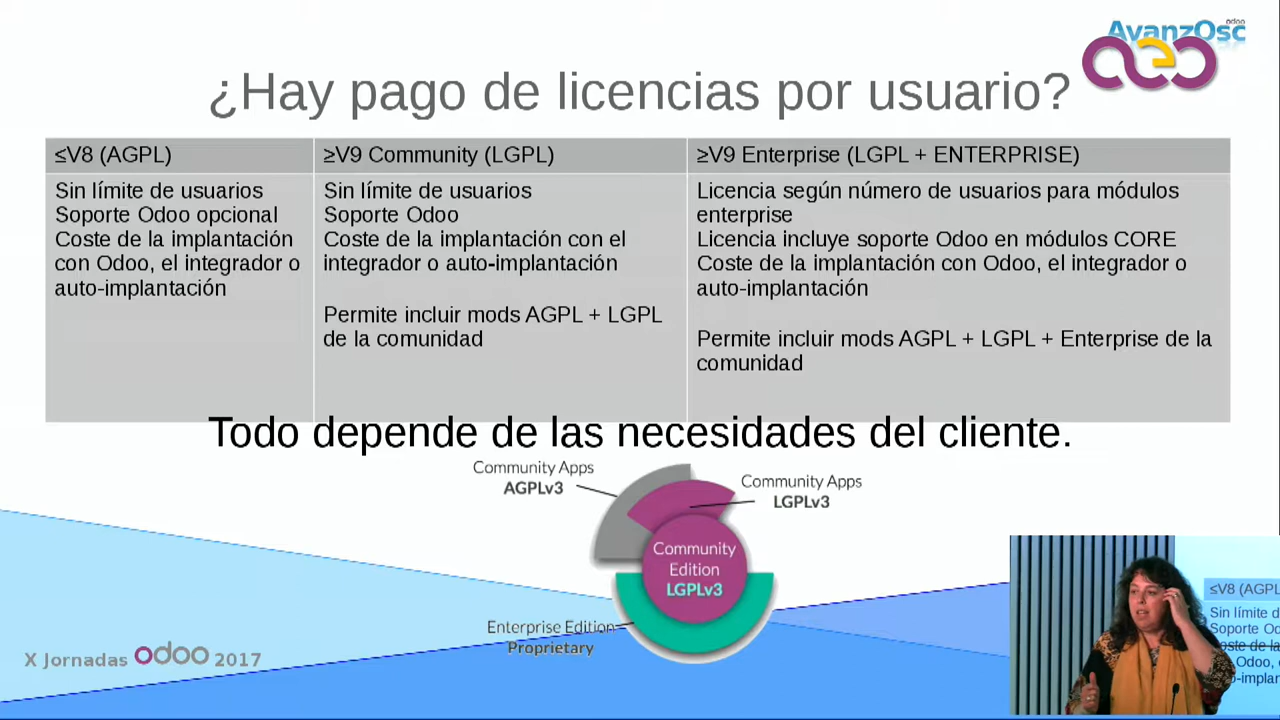 odoo
AvanzOsc
aeo
¿Hay pago de licencias por usuario?
≤V8 (AGPL)
≥V9 Community (LGPL)
≥V9 Enterprise (LGPL + ENTERPRISE)
Sin límite de usuarios
Soporte Odoo opcional
Coste de la implantación
con Odoo, el integrador o
auto-implantación
Sin límite de usuarios
Soporte Odoo
Coste de la implantación con el
integrador o auto-implantación
Permite incluir mods AGPL + LGPL
de la comunidad
Licencia según número de usuarios para módulos
enterprise
Licencia incluye soporte Odoo en módulos CORE
Coste de la implantación con Odoo, el integrador o
auto-implantación
Permite incluir mods AGPL + LGPL + Enterprise de la
comunidad
Todo depende de las necesidades del cliente.
Community Apps
AGPLv3
Community Apps
LGPLv3
Community
Edition
LGPLv3
Enterprise Edition
Proprietary
X Jornadas odoo 2017
≤V8 (AGPL
Sin límite d
Soporte Od
oste de la
Odoo,
o-implan